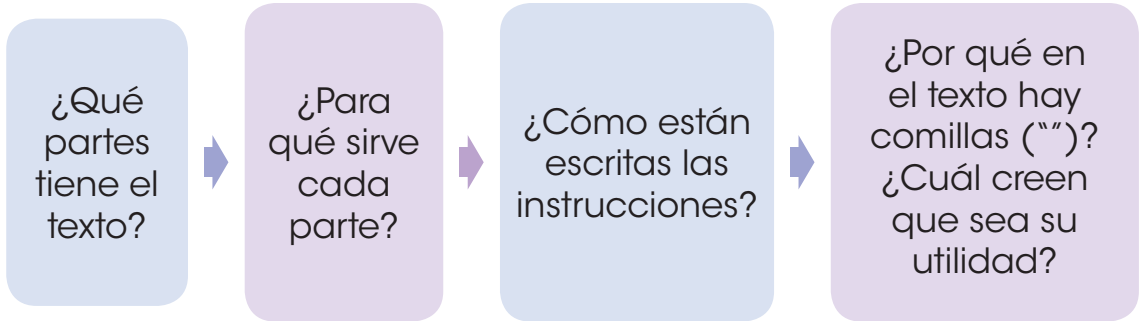 ¿Qué
partes
tiene el
texto?
¿Para
qué sirve
cada
parte?
¿Cómo están
escritas las
instrucciones?
¿Por qué en
el texto hay
comillas (“”)?
¿Cuál creen
que sea su
utilidad?